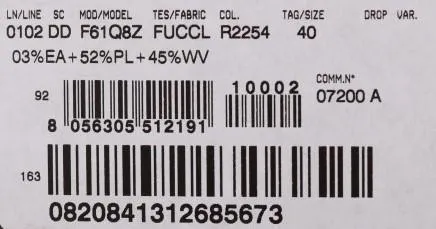 LN/LINE SC MOD/MODEL TES/FABRIC COL. TAG/SIZE DROP VAR.
0102 DD F61Q8Z FUCCL R2254 40
03%EA+52%PL+45%WV
10002
COMM.N°
92
07200 A
8 056305 512191
163
0820841312685673